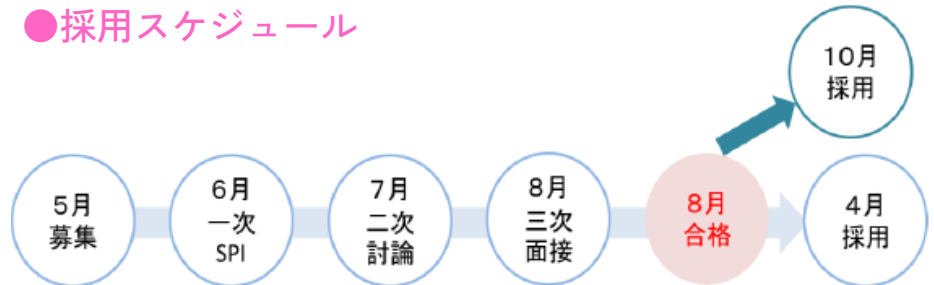 ●採用スケジュール
10月
採用
5月
募集
6月
一次
SPI
7月
二次
討論
8月
三次
面接
8月
合格
4月
採用